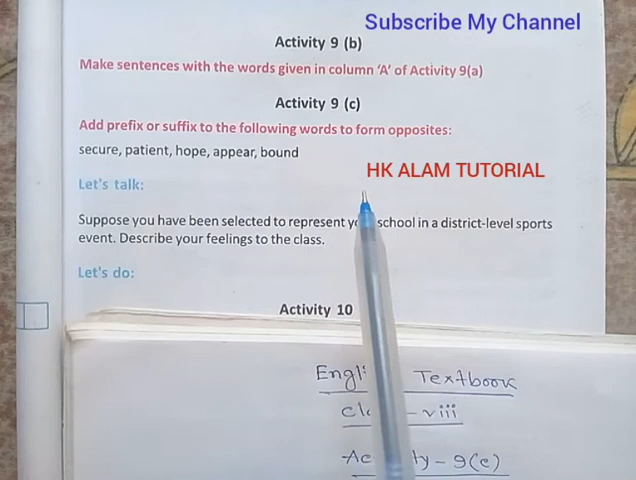 Subscribe My Channel
Activity 9 (b)
Make sentences with the words given in column ‘A’ of Activity 9(a)
Activity 9 (c)
Add prefix or suffix to the following words to form opposites:
secure, patient, hope, appear, bound
HK ALAM TUTORIAL
Let's talk:
Suppose you have been selected to represent school in a district-level sports
event. Describe your feelings to the class.
Let's do:
Activity 10
Textbook
viii
9(c)